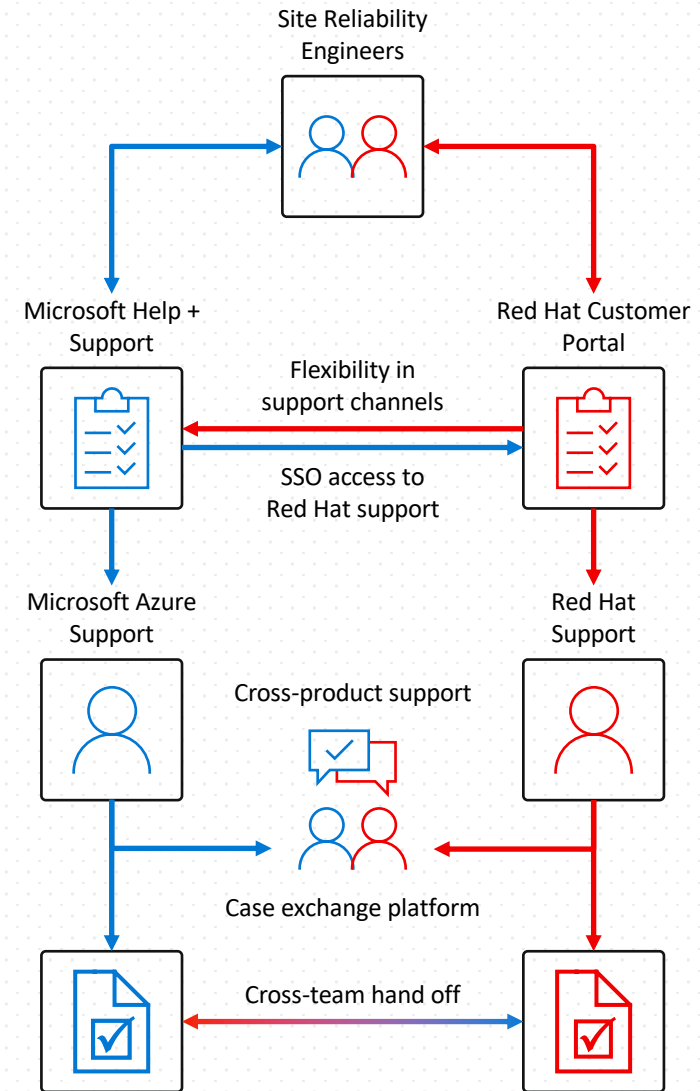 Site Reliability
Engineers
Microsoft Help +
Support
Red Hat Customer
Portal
Flexibility in
support channels
SSO access to
Red Hat support
Microsoft Azure
Support
Red Hat
Support
Cross-product support
Case exchange platform
Cross-team hand off